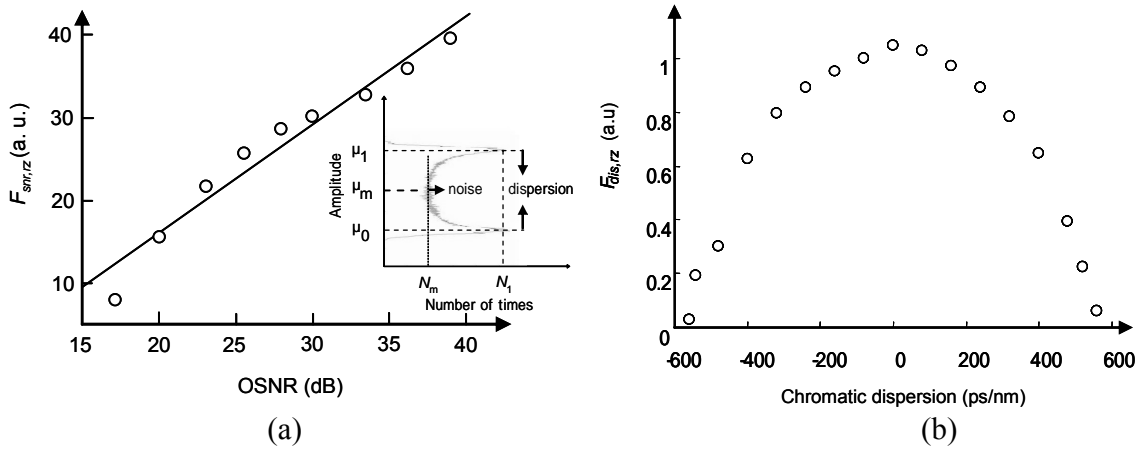 F_snr,rz (a. u.)
40
30
20
10
15 20 25 30 35 40
OSNR (dB)
Amplitude
μ1
μm
μ0
noise
dispersion
Nm N1
Number of times
(a)
F_dis,rz (a.u)
1
0.8
0.6
0.4
0.2
0
-600 -400 -200 0 200 400 600
Chromatic dispersion (ps/nm)
(b)